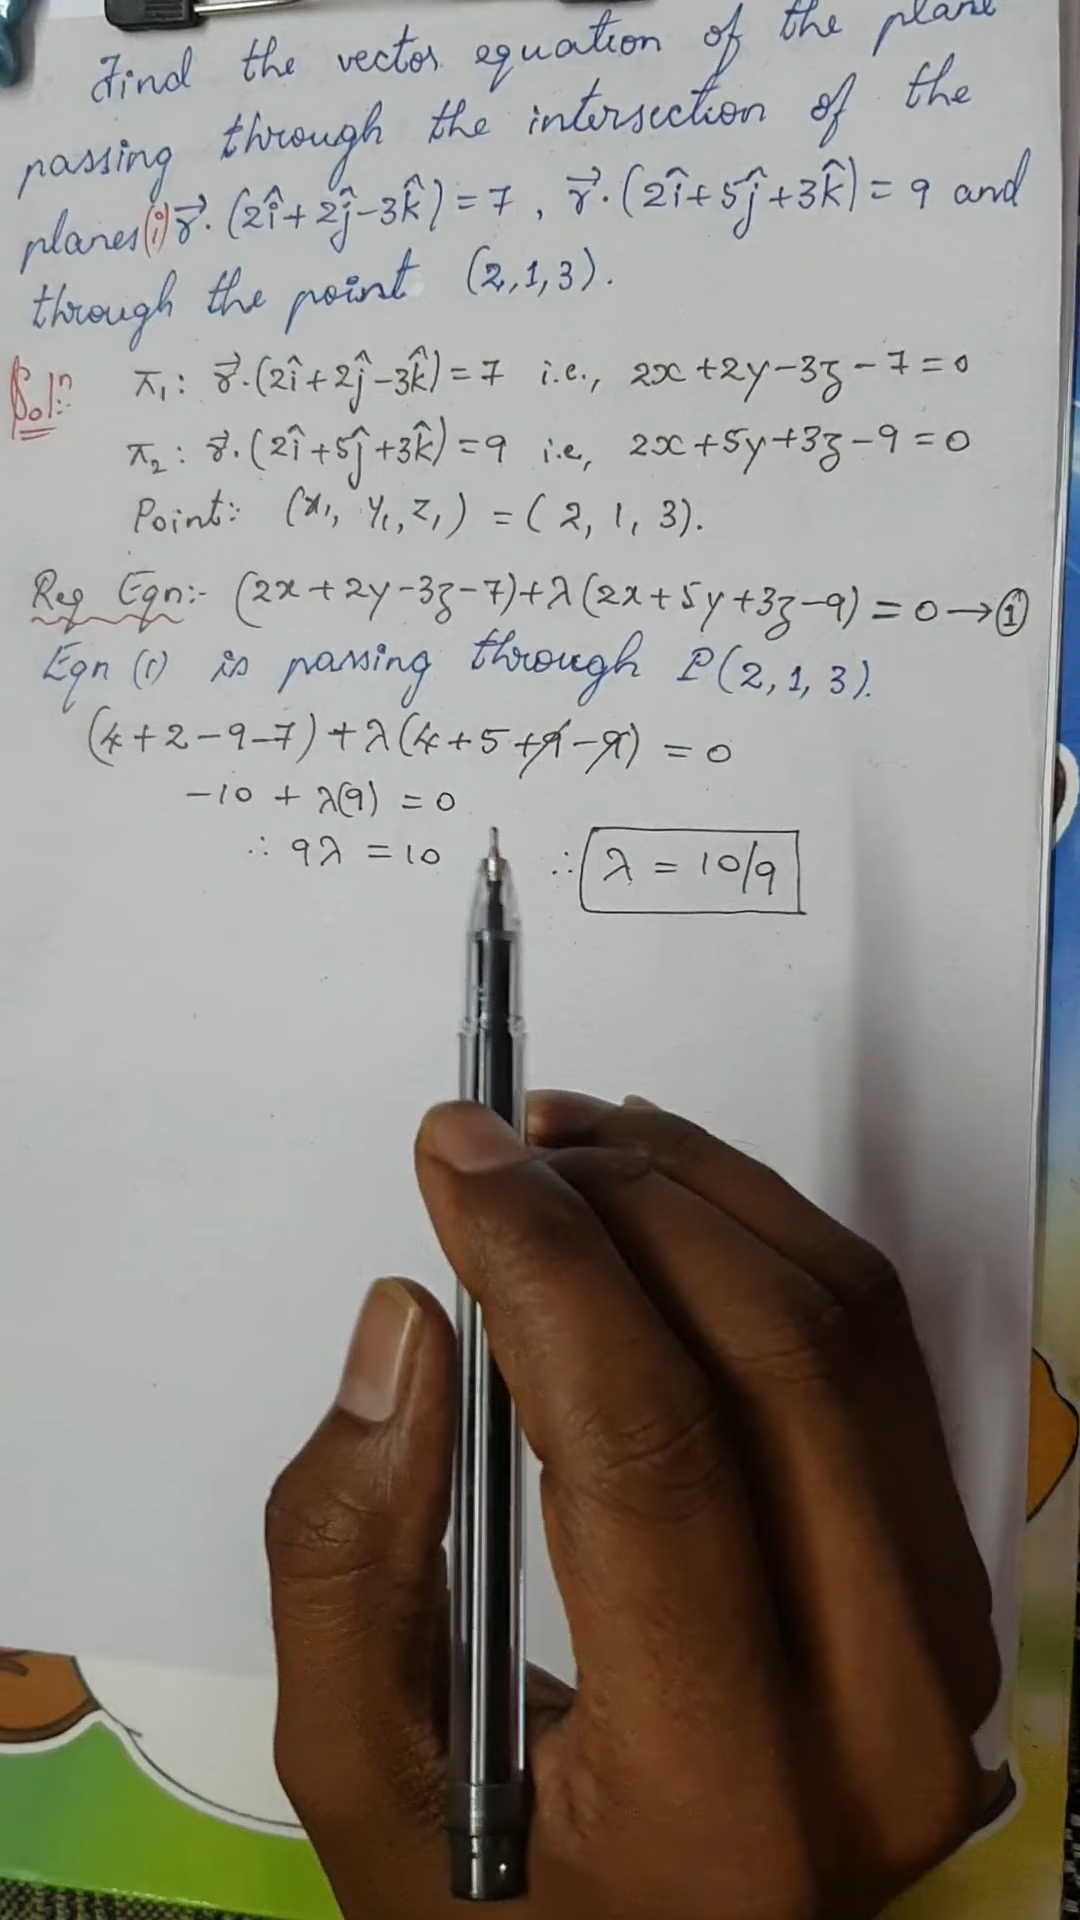 Find the vector equation of the plane
passing through the intersection of the
planes (i) r⃗.(2î+2ĵ-3k̂)=7, r⃗.(2î+5ĵ+3k̂)=9 and
through the point (2,1,3).
Solⁿ:- π₁: r⃗.(2î+2ĵ-3k̂)=7 i.e., 2x+2y-3z-7=0
π₂: r⃗.(2î+5ĵ+3k̂)=9 i.e, 2x+5y+3z-9=0
Point:- (x₁, y₁, z₁) = (2, 1, 3).
Req Eqn:- (2x+2y-3z-7)+λ(2x+5y+3z-9)=0→①
Eqn (1) is passing through P(2,1,3).
(4+2-9-7)+λ(4+5+9-9)=0
-10 + λ(9) = 0
∴ 9λ = 10 ∴ λ = 10/9